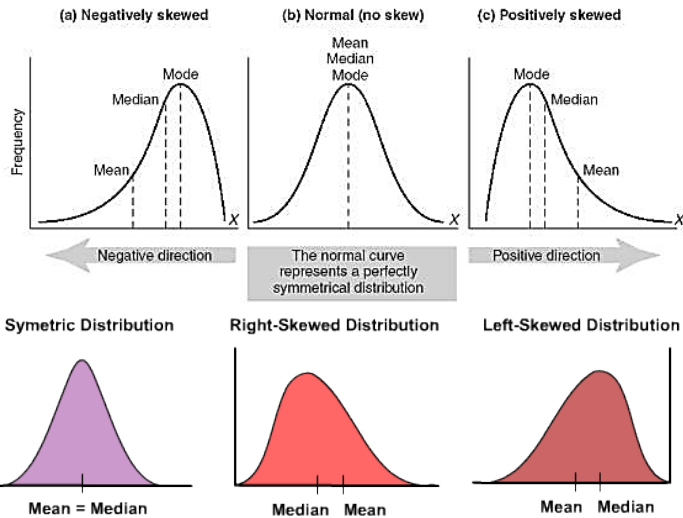 (a) Negatively skewed
(b) Normal (no skew)
(c) Positively skewed
Frequency
Mean
Median
Mode
X
Mean
Median
Mode
X
Mode
Median
Mean
X
Negative direction
The normal curve
represents a perfectly
symmetrical distribution
Positive direction
Symetric Distribution
Right-Skewed Distribution
Left-Skewed Distribution
Mean = Median
Median Mean
Mean Median